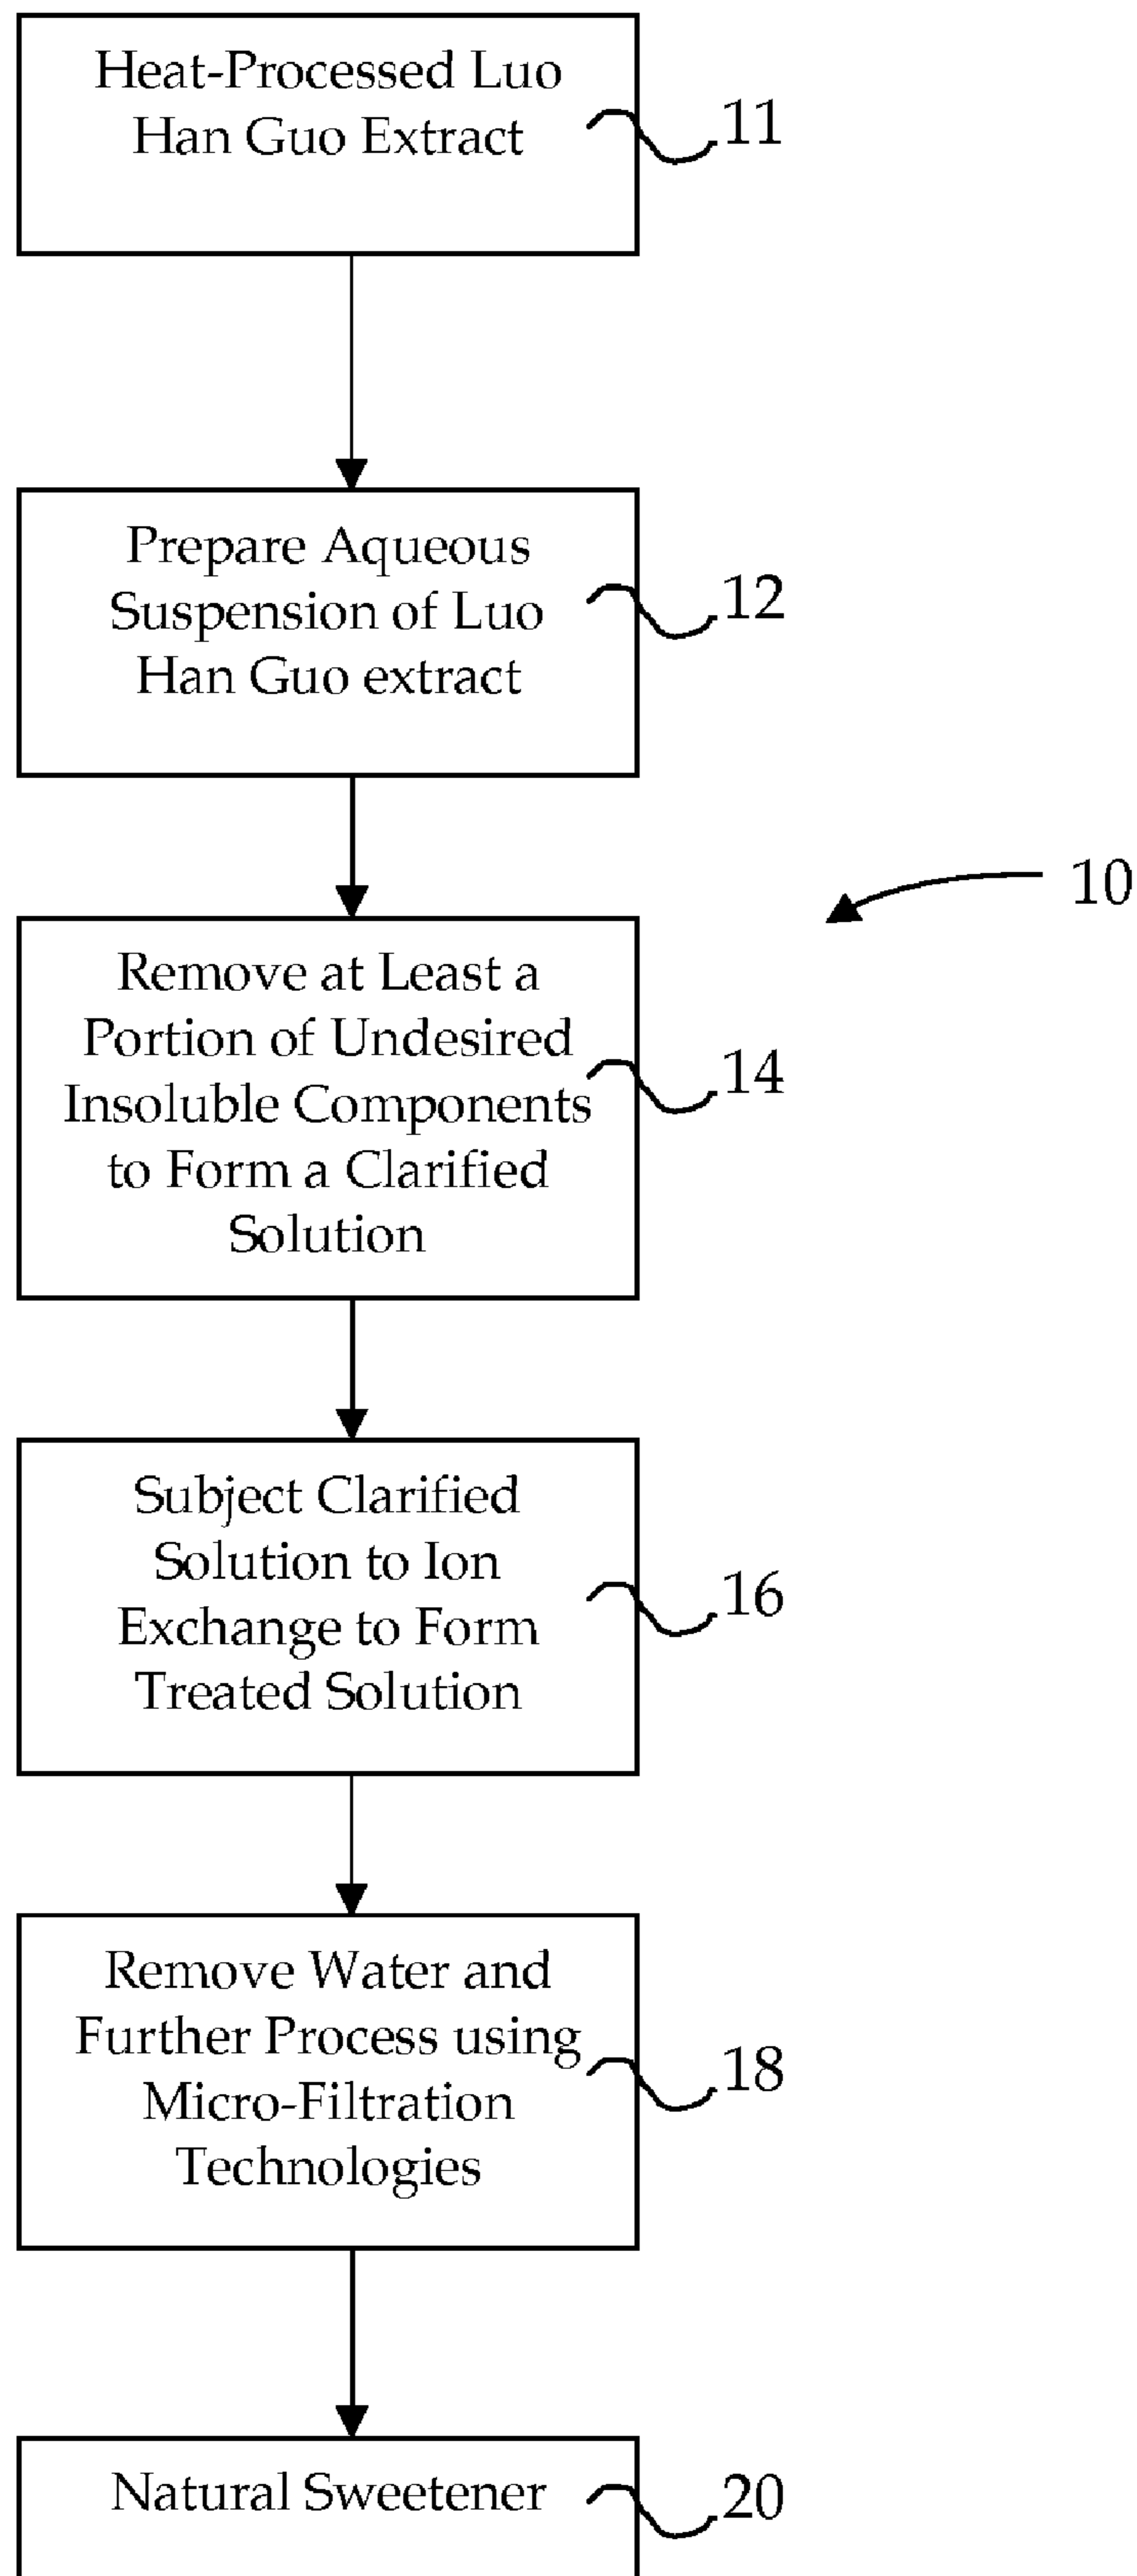 Heat-Processed Luo
Han Guo Extract
11
Prepare Aqueous
Suspension of Luo
Han Guo extract
12
10
Remove at Least a
Portion of Undesired
Insoluble Components
to Form a Clarified
Solution
14
Subject Clarified
Solution to Ion
Exchange to Form
Treated Solution
16
Remove Water and
Further Process using
Micro-Filtration
Technologies
18
Natural Sweetener
20